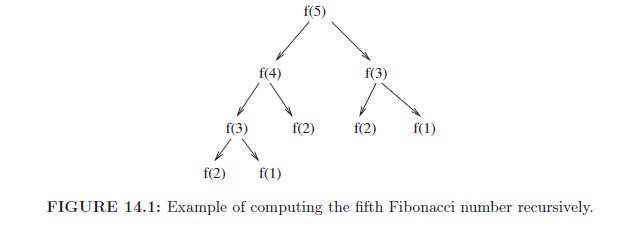 f(5)
f(4) f(3)
f(3) f(2) f(2) f(1)
f(2) f(1)
FIGURE 14.1: Example of computing the fifth Fibonacci number recursively.